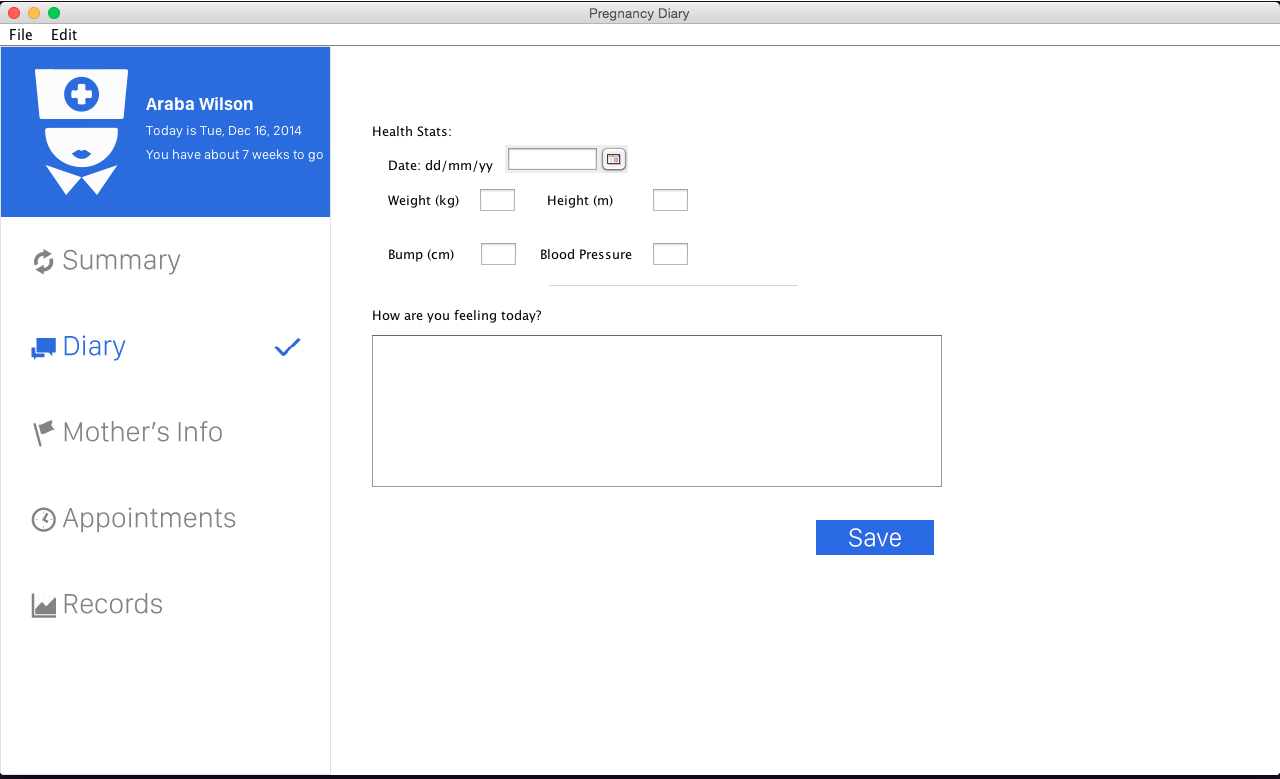 Pregnancy Diary
File Edit
Araba Wilson
Today is Tue, Dec 16, 2014
You have about 7 weeks to go
Summary
Diary
Mother's Info
Appointments
Records
Health Stats:
Date: dd/mm/yy
Weight (kg) Height (m)
Bump (cm) Blood Pressure
How are you feeling today?
Save